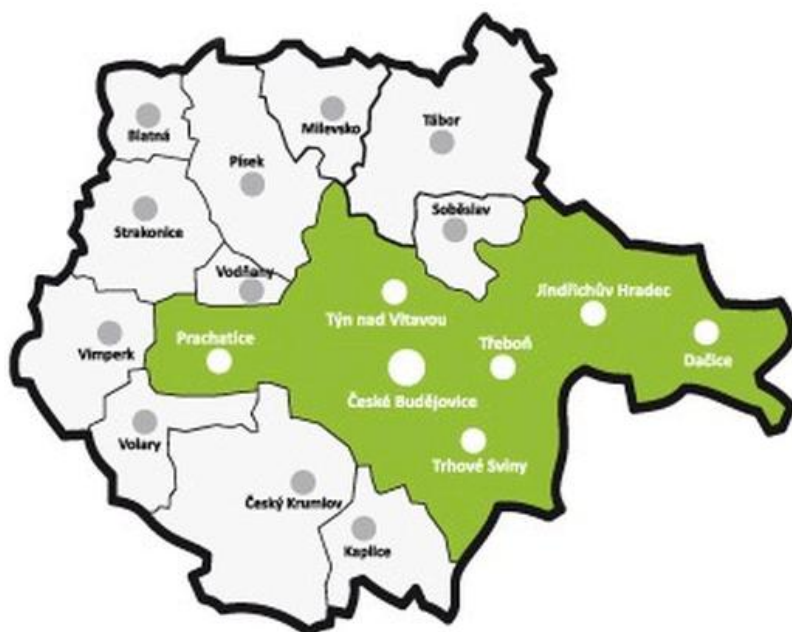 Blatná
Milevsko
Tábor
Písek
Strakonice
Soběslav
Vodňany
Jindřichův Hradec
Týn nad Vltavou
Vimperk
Prachatice
Třeboň
Dačice
České Budějovice
Volary
Trhové Sviny
Český Krumlov
Kaplice